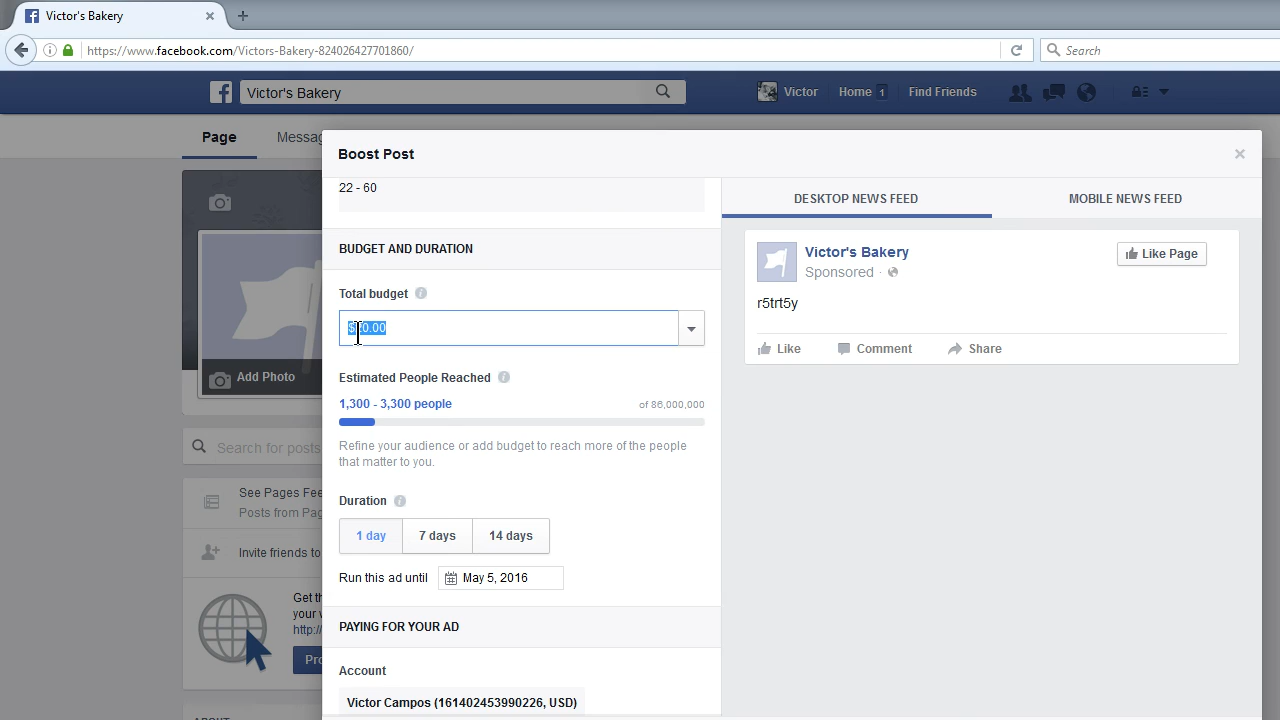 Victor's Bakery
https://www.facebook.com/Victors-Bakery-824026427701860/
Search
Victor's Bakery
Victor
Home 1
Find Friends
Page
Messag
Boost Post
22 - 60
BUDGET AND DURATION
Total budget
Estimated People Reached
1,300 - 3,300 people
of 86,000,000
Refine your audience or add budget to reach more of the people
that matter to you.
Duration
1 day
7 days
14 days
Run this ad until
May 5, 2016
PAYING FOR YOUR AD
Account
Victor Campos (161402453990226, USD)
DESKTOP NEWS FEED
MOBILE NEWS FEED
Victor's Bakery
Sponsored
Like Page
r5trt5y
Like
Comment
Share
Add Photo
Search for posts
See Pages Fee
Posts from Pag
Invite friends to
Get th
your v
http://
Pro